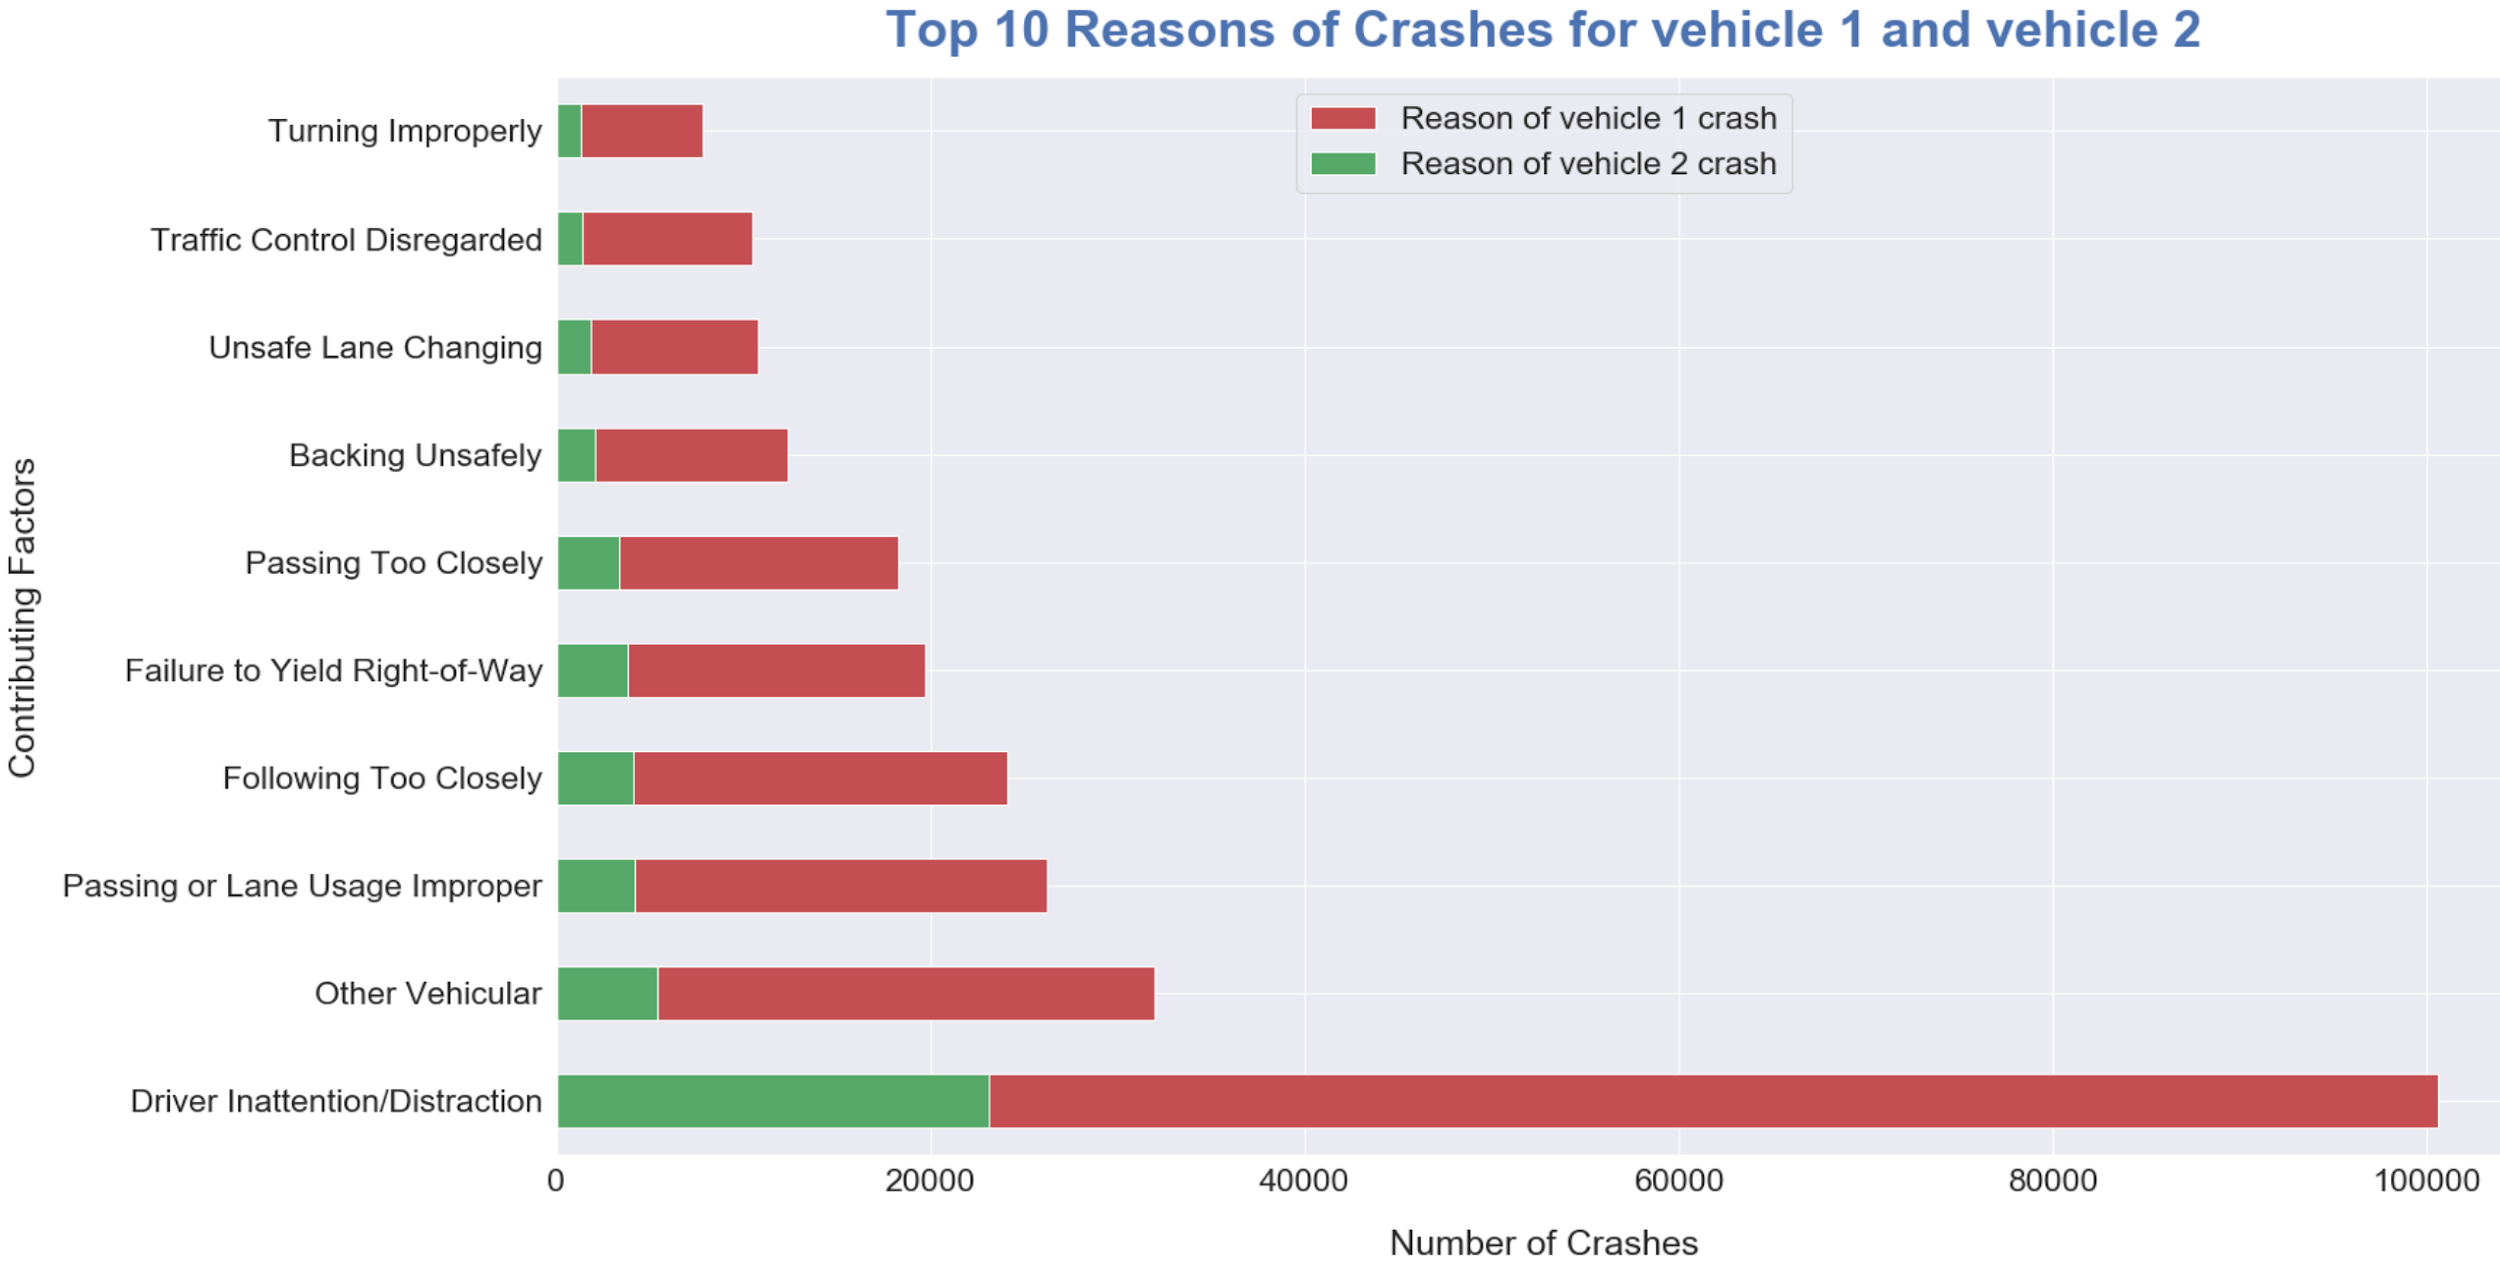 Top 10 Reasons of Crashes for vehicle 1 and vehicle 2
Reason of vehicle 1 crash
Reason of vehicle 2 crash
Contributing Factors
Turning Improperly
Traffic Control Disregarded
Unsafe Lane Changing
Backing Unsafely
Passing Too Closely
Failure to Yield Right-of-Way
Following Too Closely
Passing or Lane Usage Improper
Other Vehicular
Driver Inattention/Distraction
0 20000 40000 60000 80000 100000
Number of Crashes